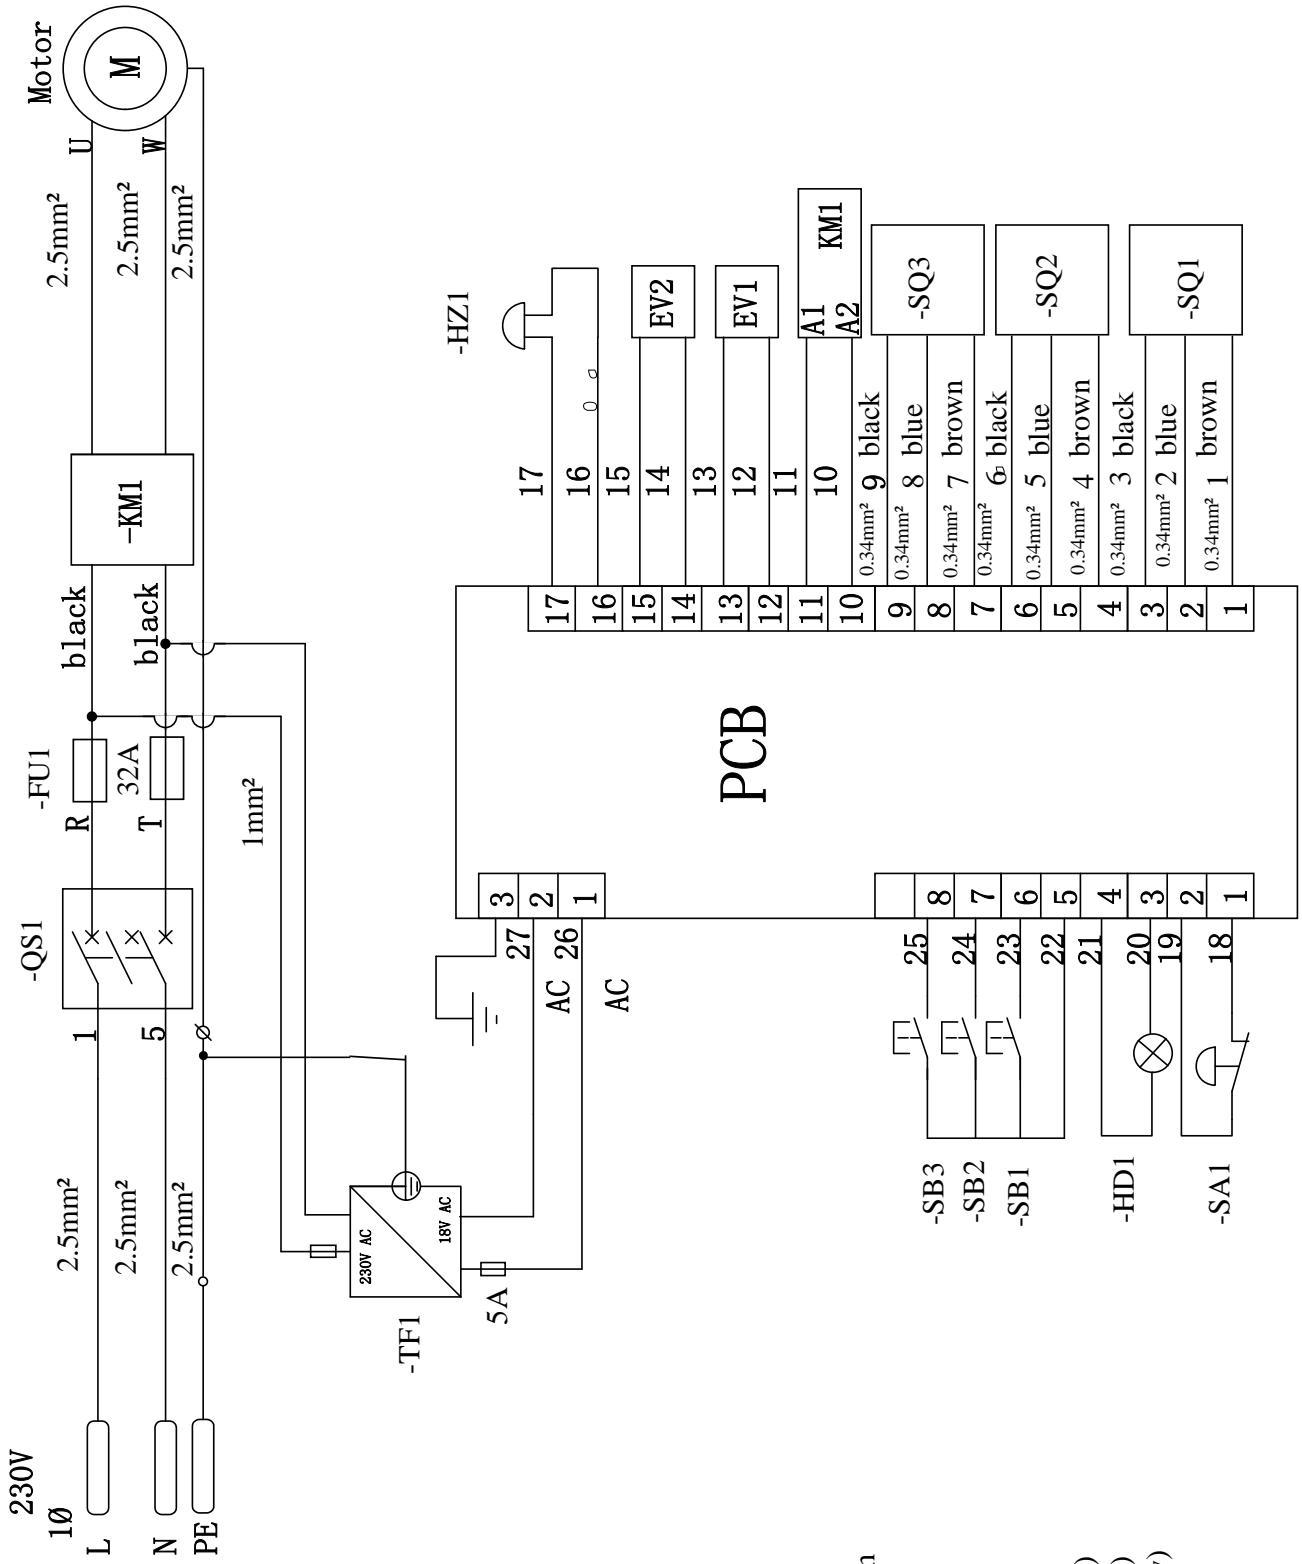 230V
1Ø
L
N
PE
2.5mm²
2.5mm²
2.5mm²
-QS1
1
5
-FU1
R
32A
T
black
black
-KM1
2.5mm²
2.5mm²
2.5mm²
U
W
Motor
M
1mm²
-TF1
230V AC
18V AC
5A
AC
AC
27
26
3
2
1
PCB
-HZ1
17
16
15
14
13
12
11
10
17
16
15
14
13
12
11
10
9
8
7
6
5
4
3
2
1
EV2
EV1
KM1
A1
A2
-SQ3
-SQ2
-SQ1
0.34mm² 9 black
0.34mm² 8 blue
0.34mm² 7 brown
0.34mm² 6 black
0.34mm² 5 blue
0.34mm² 4 brown
0.34mm² 3 black
0.34mm² 2 blue
0.34mm² 1 brown
8
7
6
5
4
3
2
1
25
24
23
22
21
20
19
18
-SB3
-SB2
-SB1
-HD1
-SA1